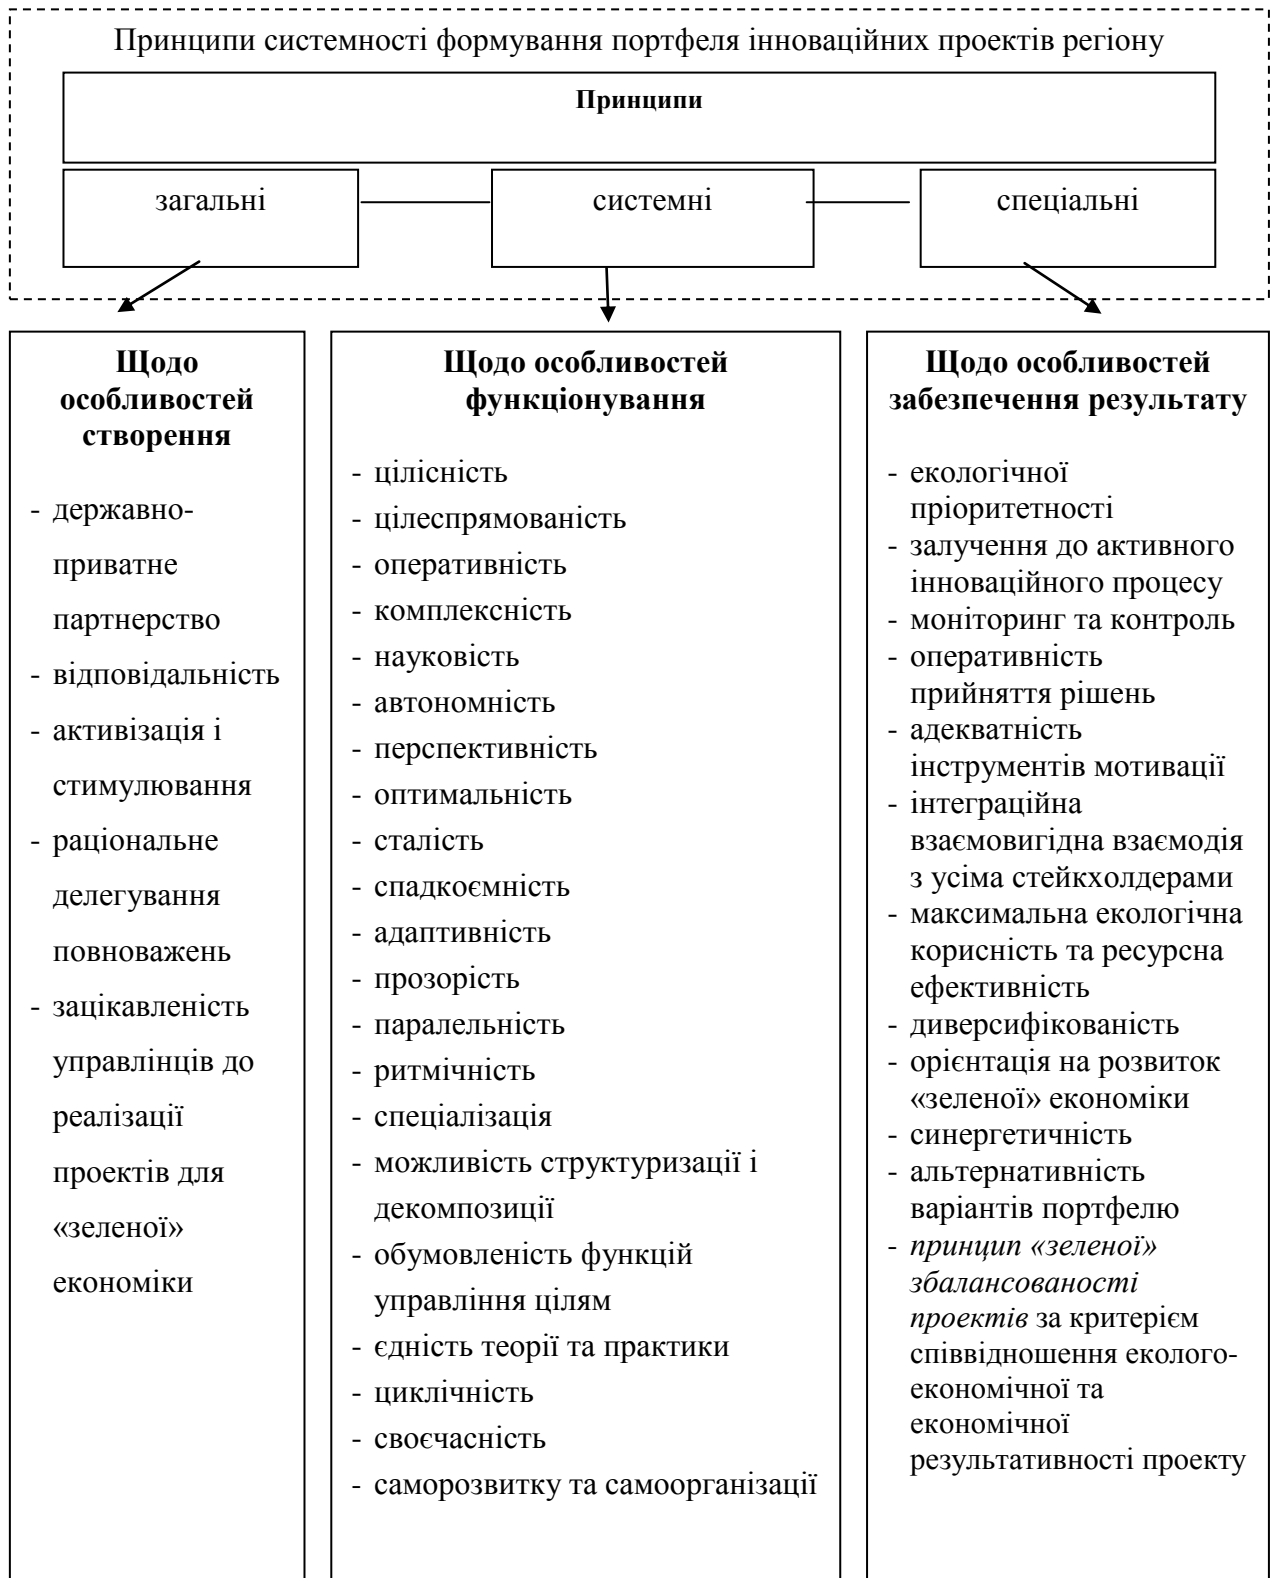 Принципи системності формування портфеля інноваційних проектів регіону
Принципи
загальні
системні
спеціальні
Щодо
особливостей
створення
- державно-
приватне
партнерство
- відповідальність
- активізація і
стимулювання
- раціональне
делегування
повноважень
- зацікавленість
управлінців до
реалізації
проектів для
«зеленої»
економіки
Щодо особливостей
функціонування
- цілісність
- цілеспрямованість
- оперативність
- комплексність
- науковість
- автономність
- перспективність
- оптимальність
- сталість
- спадкоємність
- адаптивність
- прозорість
- паралельність
- ритмічність
- спеціалізація
- можливість структуризації і
декомпозиції
- обумовленість функцій
управління цілям
- єдність теорії та практики
- циклічність
- своєчасність
- саморозвитку та самоорганізації
Щодо особливостей
забезпечення результату
- екологічної
пріоритетності
- залучення до активного
інноваційного процесу
- моніторинг та контроль
- оперативність
прийняття рішень
- адекватність
інструментів мотивації
- інтеграційна
взаємовигідна взаємодія
з усіма стейкхолдерами
- максимальна екологічна
корисність та ресурсна
ефективність
- диверсифікованість
- орієнтація на розвиток
«зеленої» економіки
- синергетичність
- альтернативність
варіантів портфелю
- принцип «зеленої»
збалансованості
проектів за критерієм
співвідношення еколого-
економічної та
економічної
результативності проекту